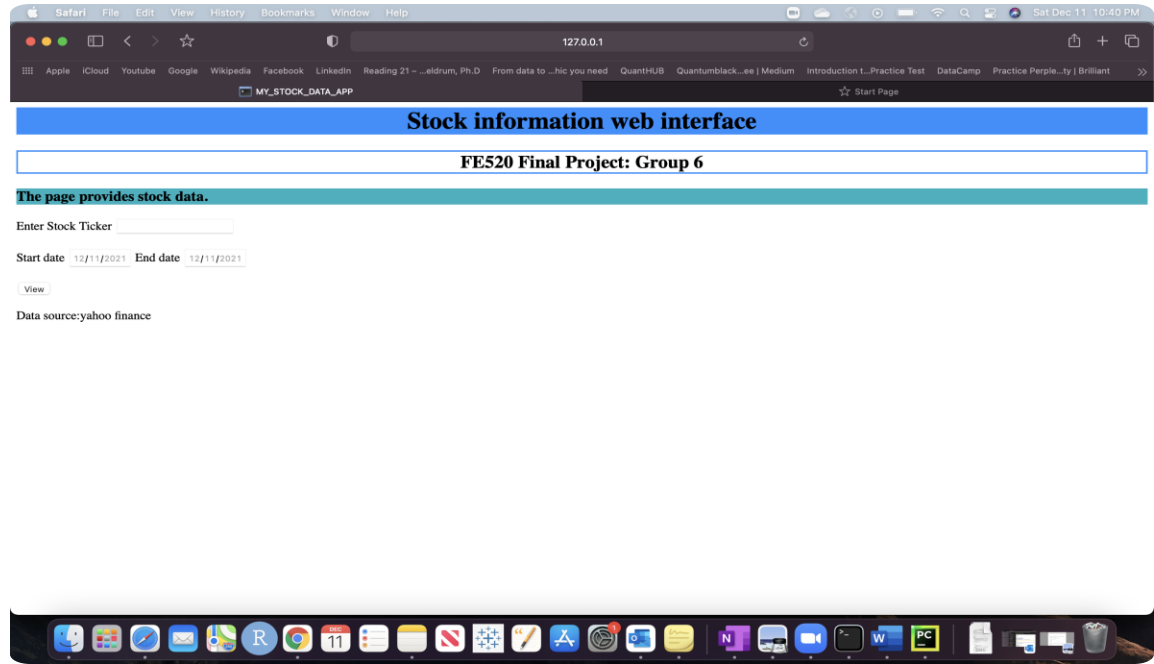 Safari File Edit View History Bookmarks Window Help Sat Dec 11 10:40 PM
127.0.0.1
Apple iCloud Youtube Google Wikipedia Facebook LinkedIn Reading 21 – ...eldrum, Ph.D From data to ...hic you need QuantHUB Quantumblack...ee | Medium Introduction t...Practice Test DataCamp Practice Perple...ty | Brilliant >>
MY_STOCK_DATA_APP Start Page
Stock information web interface
FE520 Final Project: Group 6
The page provides stock data.
Enter Stock Ticker
Start date 12/11/2021 End date 12/11/2021
View
Data source:yahoo finance
R DEC 11 1 N W PC